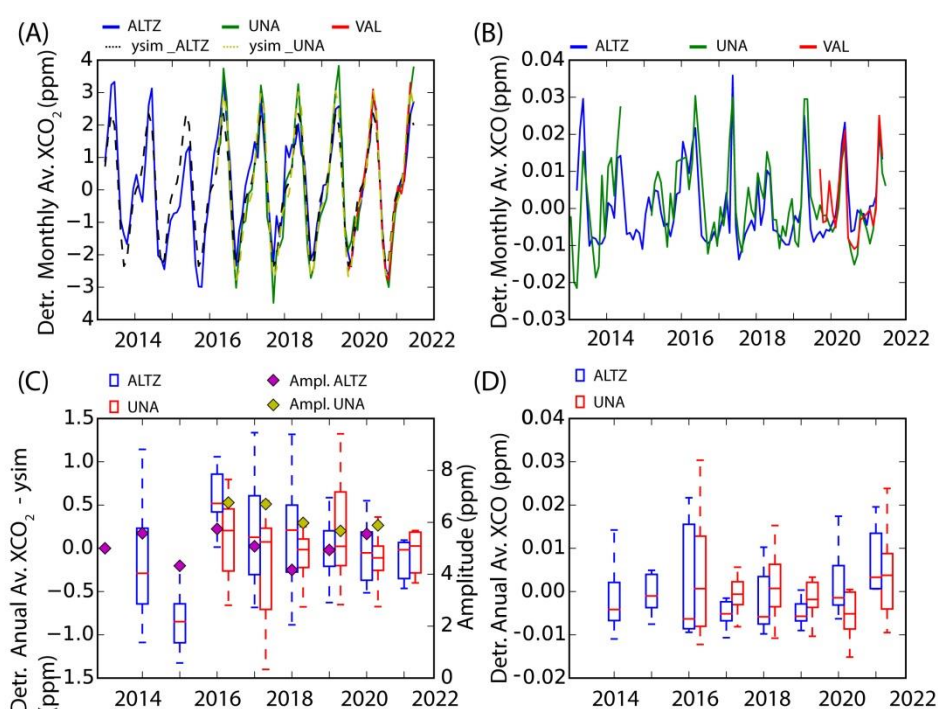 (A)
ALTZ UNA VAL
ysim _ALTZ ysim _UNA
Detr. Monthly Av. XCO₂ (ppm)
4
3
2
1
0
-1
-2
-3
4
2014 2016 2018 2020 2022
(B)
ALTZ UNA VAL
Detr. Monthly Av. XCO (ppm)
0.04
0.03
0.02
0.01
0.00
-0.01
-0.02
-0.03
2014 2016 2018 2020 2022
(C)
ALTZ Ampl. ALTZ
UNA Ampl. UNA
Detr. Anual Av. XCO₂ - ysim
(ppm)
1.5
1.0
0.5
0.0
-0.5
-1.0
1.5
Amplitude (ppm)
8
6
4
2
0
2014 2016 2018 2020 2022
(D)
ALTZ
UNA
Detr. Anual Av. XCO (ppm)
0.04
0.03
0.02
0.01
0.00
-0.01
-0.02
2014 2016 2018 2020 2022